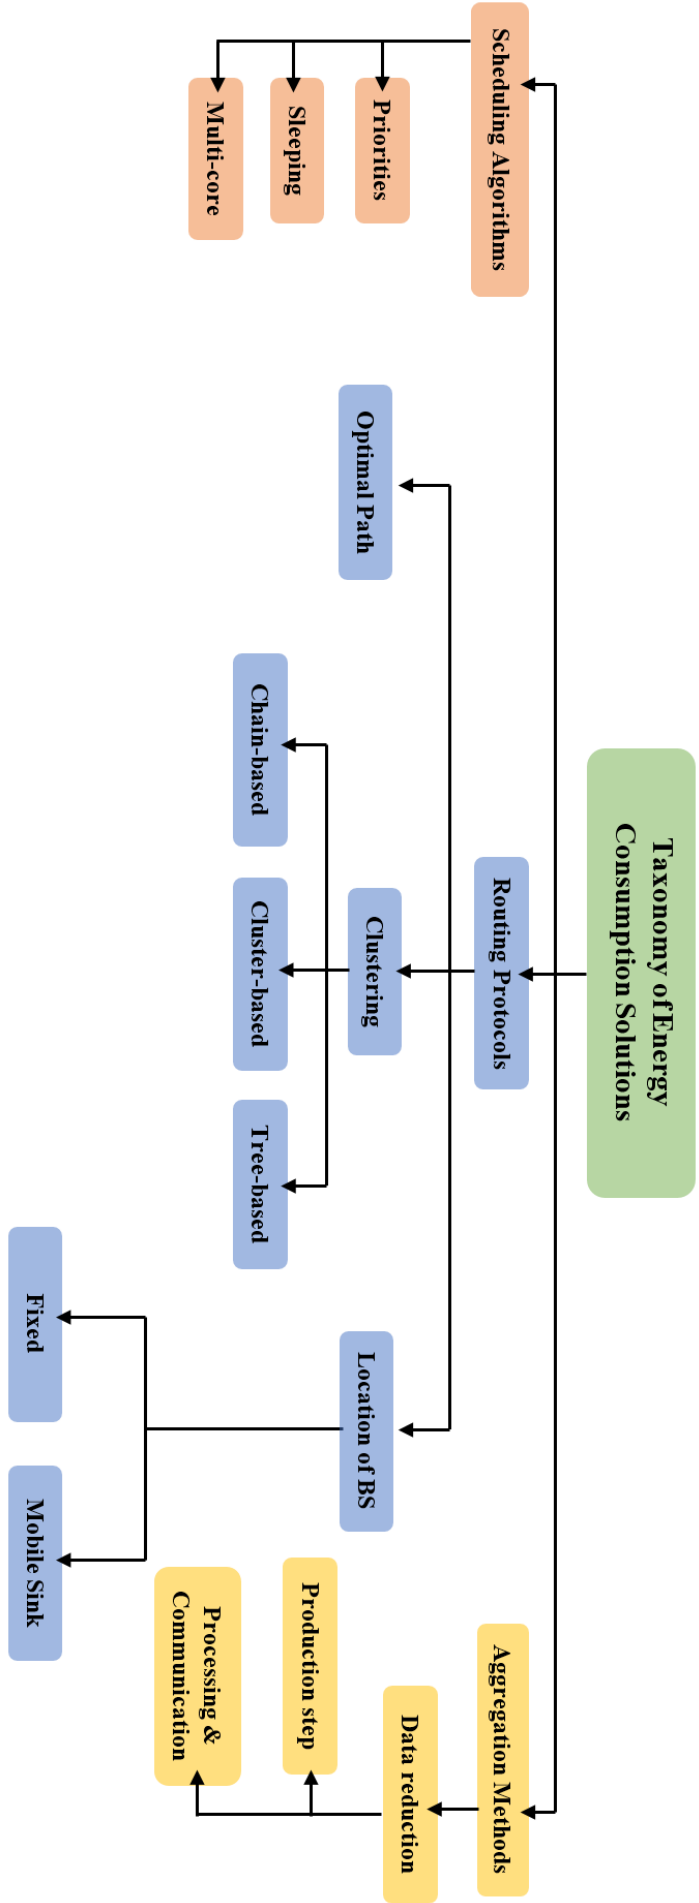 Taxonomy of Energy
Consumption Solutions
Scheduling Algorithms
Routing Protocols
Aggregation Methods
Priorities
Sleeping
Multi-core
Optimal Path
Clustering
Location of BS
Data reduction
Chain-based
Cluster-based
Tree-based
Production step
Processing &
Communication
Fixed
Mobile Sink